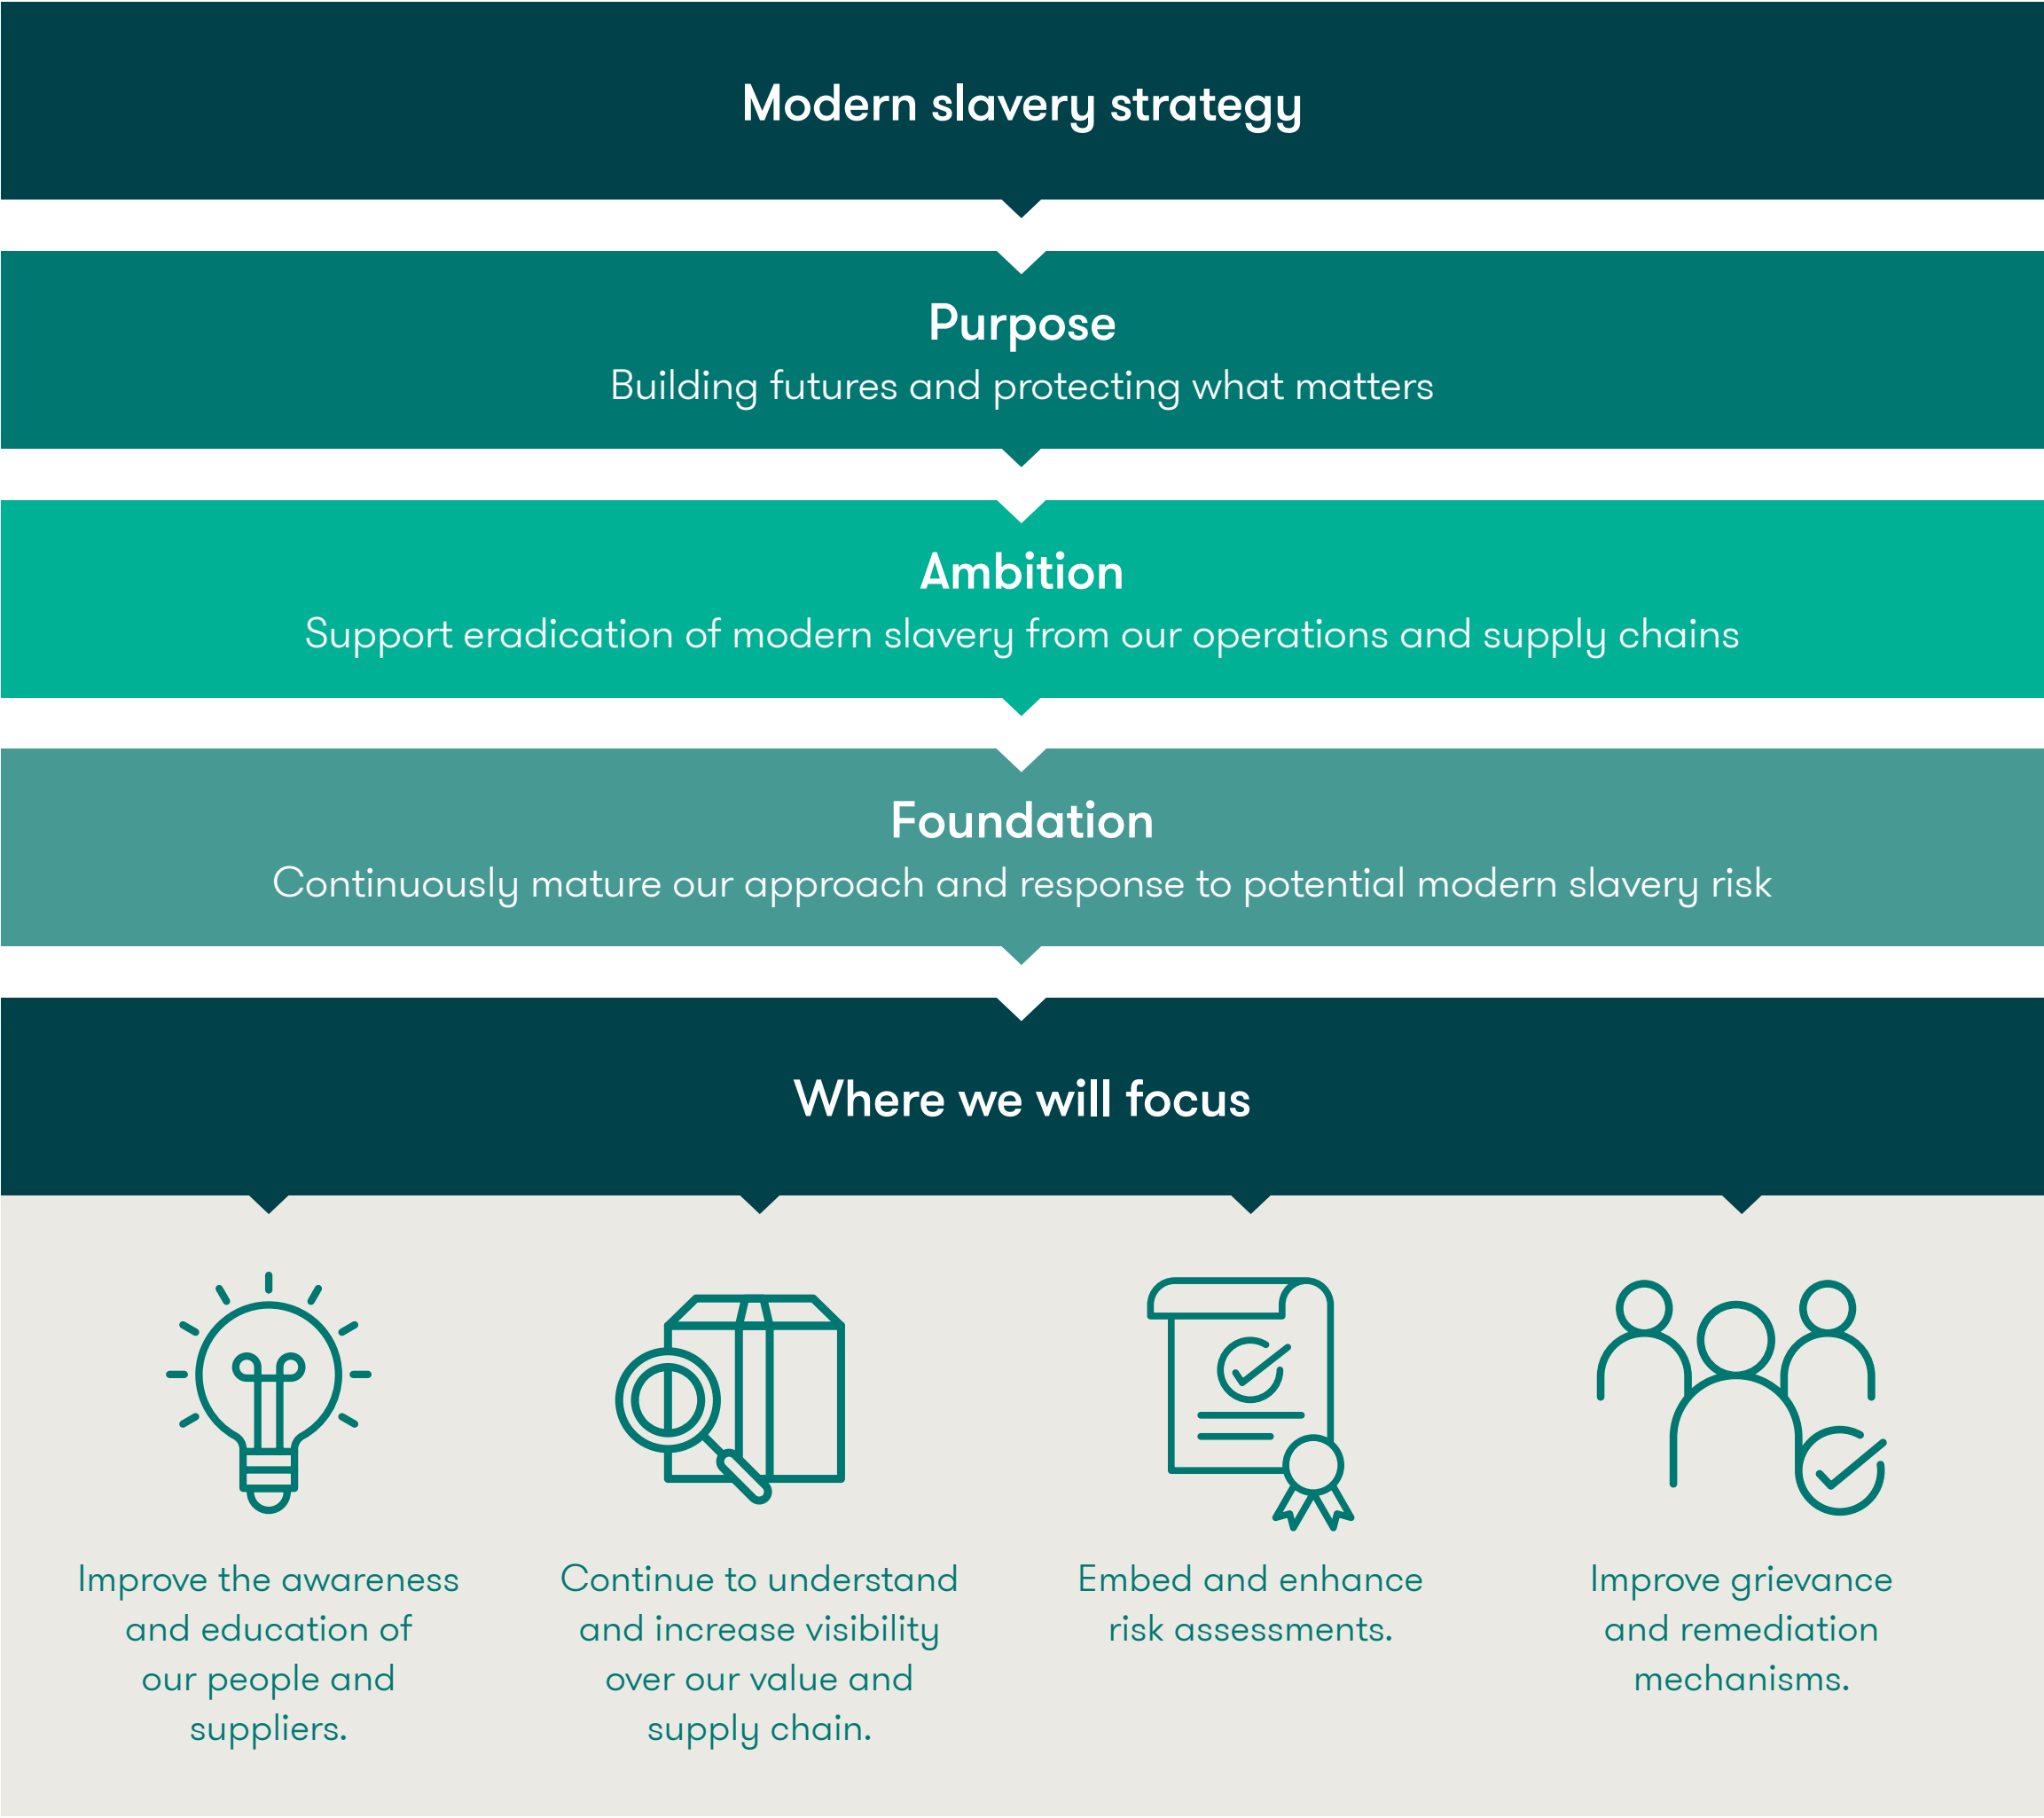 Modern slavery strategy
Purpose
Building futures and protecting what matters
Ambition
Support eradication of modern slavery from our operations and supply chains
Foundation
Continuously mature our approach and response to potential modern slavery risk
Where we will focus
Improve the awareness
and education of
our people and
suppliers.
Continue to understand
and increase visibility
over our value and
supply chain.
Embed and enhance
risk assessments.
Improve grievance
and remediation
mechanisms.